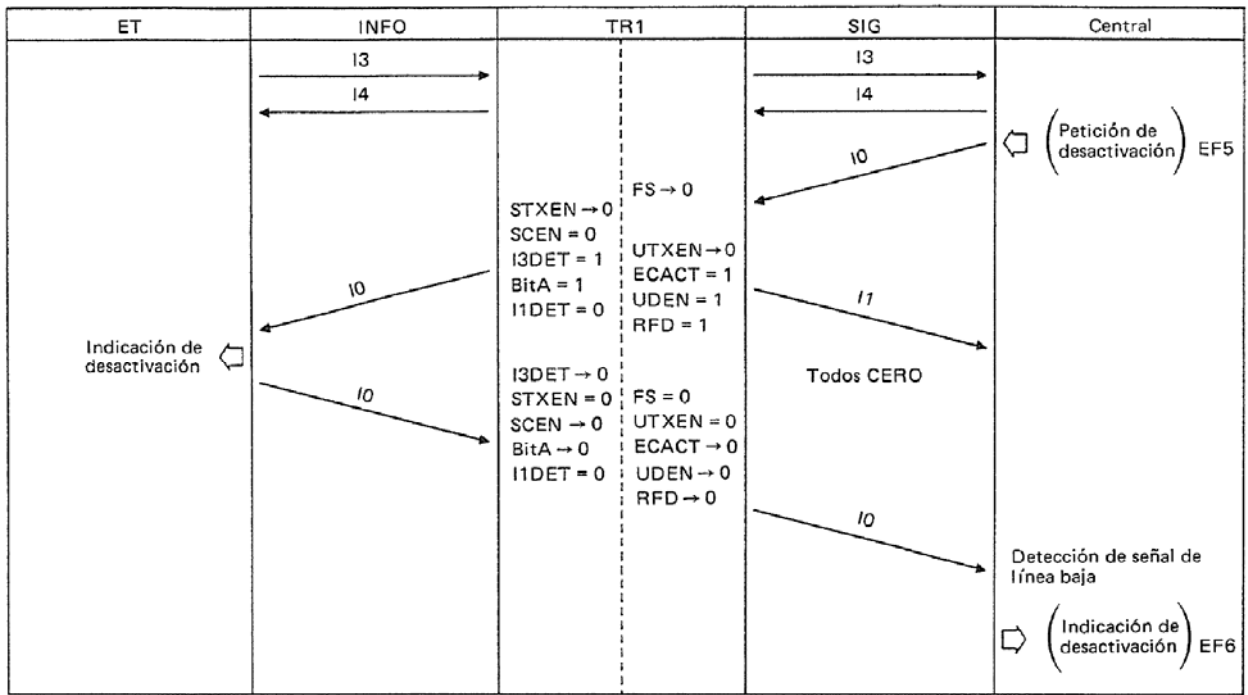 ET
INFO
TR1
SIG
Central
I3
I3
I4
I4
Petición de
desactivación
EF5
I0
FS → 0
STXEN → 0
SCEN = 0
I3DET = 1
BitA = 1
I1DET = 0
UTXEN → 0
ECACT = 1
UDEN = 1
RFD = 1
I0
I1
Indicación de
desactivación
Todos CERO
I0
I3DET → 0
STXEN = 0
SCEN → 0
BitA → 0
I1DET = 0
FS = 0
UTXEN = 0
ECACT → 0
UDEN → 0
RFD → 0
I0
Detección de señal de
línea baja
Indicación de
desactivación
EF6